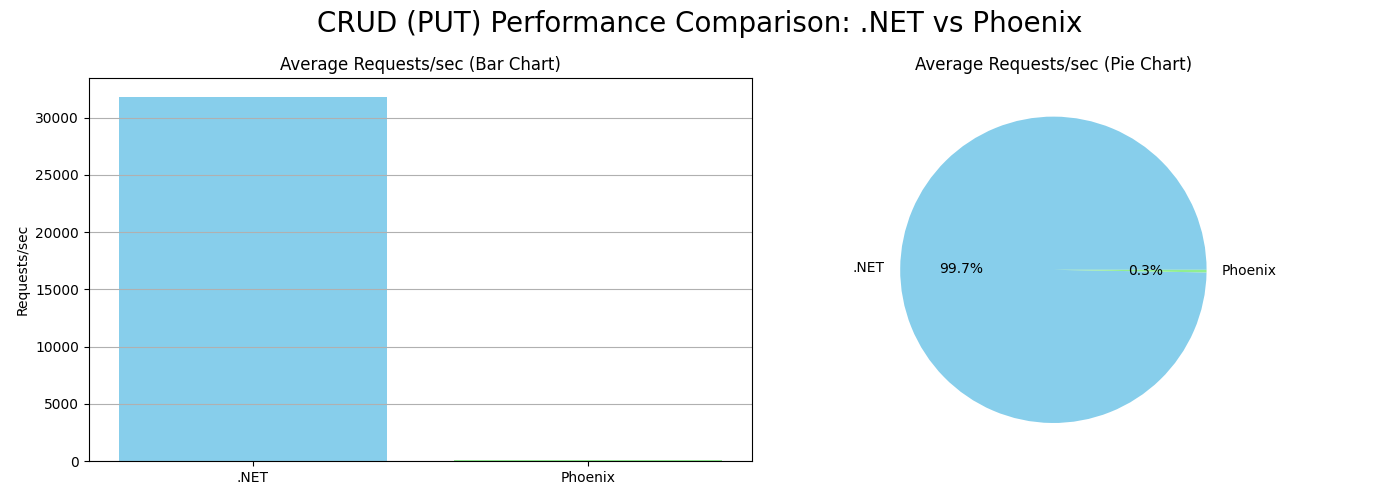 CRUD (PUT) Performance Comparison: .NET vs Phoenix
Average Requests/sec (Bar Chart)
30000
25000
20000
15000
10000
5000
0
Requests/sec
.NET
Phoenix
Average Requests/sec (Pie Chart)
.NET
99.7%
0.3%
Phoenix